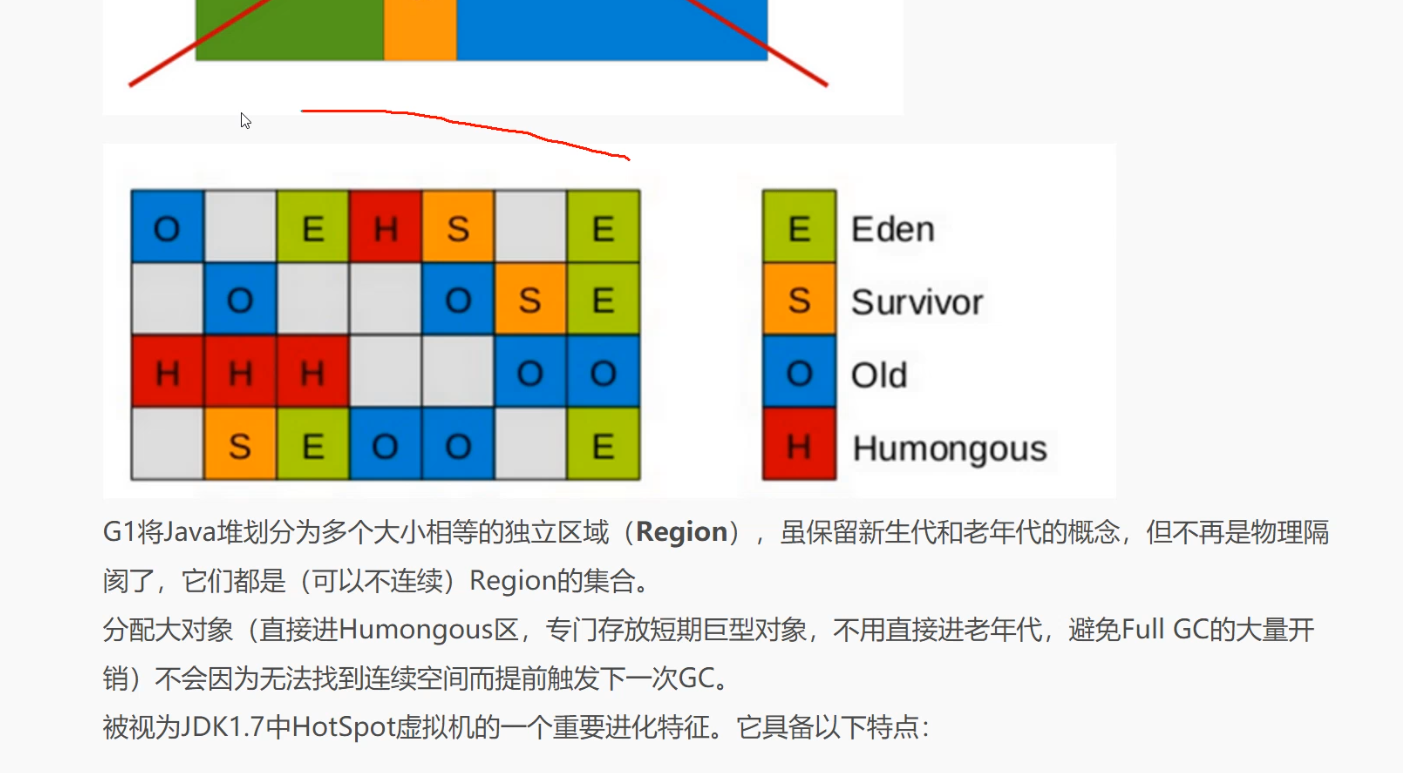 O E H S E
O O S E
H H H O O
S E O O E
E Eden
S Survivor
O Old
H Humongous
G1将Java堆划分为多个大小相等的独立区域（Region），虽保留新生代和老年代的概念，但不再是物理隔
阂了，它们都是（可以不连续）Region的集合。
分配大对象（直接进Humongous区，专门存放短期巨型对象，不用直接进老年代，避免Full GC的大量开
销）不会因为无法找到连续空间而提前触发下一次GC。
被视为JDK1.7中HotSpot虚拟机的一个重要进化特征。它具备以下特点：